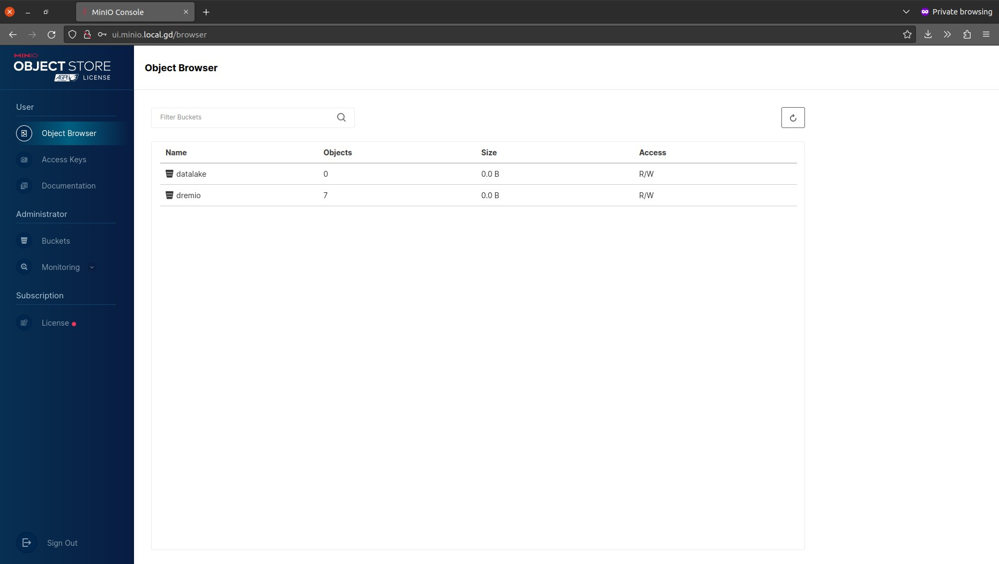 MinIO Console
Private browsing
ui.minio.local.gd/browser
MINIO
OBJECT STORE
AGPL LICENSE
Object Browser
User
Object Browser
Access Keys
Documentation
Administrator
Buckets
Monitoring
Subscription
License
Sign Out
Filter Buckets
Name Objects Size Access
datalake 0 0.0 B R/W
dremio 7 0.0 B R/W